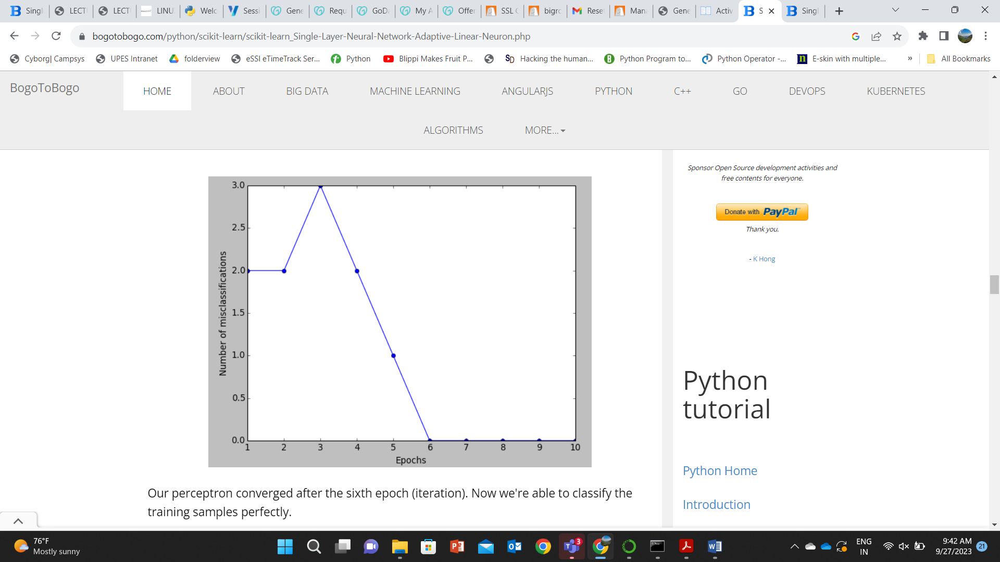 Singl
LECT
LECT
LINU
Welc
Sessi
Gene
Requ
GoDa
My A
Offer
SSL C
bigro
Rese
Mana
Gene
Activ
S
Singl
bogotobogo.com/python/scikit-learn/scikit-learn_Single-Layer-Neural-Network-Adaptive-Linear-Neuron.php
Cyborg| Campsys UPES Intranet folderview eSSI eTimeTrack Ser... Python Blippi Makes Fruit P... Hacking the human... Python Program to... Python Operator -... E-skin with multiple... » All Bookmarks
BogoToBogo
HOME ABOUT BIG DATA MACHINE LEARNING ANGULARJS PYTHON C++ GO DEVOPS KUBERNETES
ALGORITHMS MORE...
3.0
2.5
2.0
1.5
1.0
0.5
0.0
Number of misclassifications
1 2 3 4 5 6 7 8 9 10
Epochs
Our perceptron converged after the sixth epoch (iteration). Now we're able to classify the
training samples perfectly.
Sponsor Open Source development activities and
free contents for everyone.
Donate with PayPal
Thank you.
- K Hong
Python
tutorial
Python Home
Introduction
76°F
Mostly sunny
3
ENG
IN
9:42 AM
9/27/2023
21